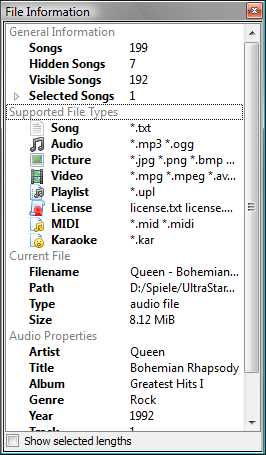 File Information
General Information
Songs 199
Hidden Songs 7
Visible Songs 192
Selected Songs 1
Supported File Types
Song *.txt
Audio *.mp3 *.ogg
Picture *.jpg *.png *.bmp ...
Video *.mpg *.mpeg *.av...
Playlist *.upl
License license.txt license....
MIDI *.mid *.midi
Karaoke *.kar
Current File
Filename Queen - Bohemian...
Path D:/Spiele/UltraStar...
Type audio file
Size 8.12 MiB
Audio Properties
Artist Queen
Title Bohemian Rhapsody
Album Greatest Hits I
Genre Rock
Year 1992
Track 1
Show selected lengths